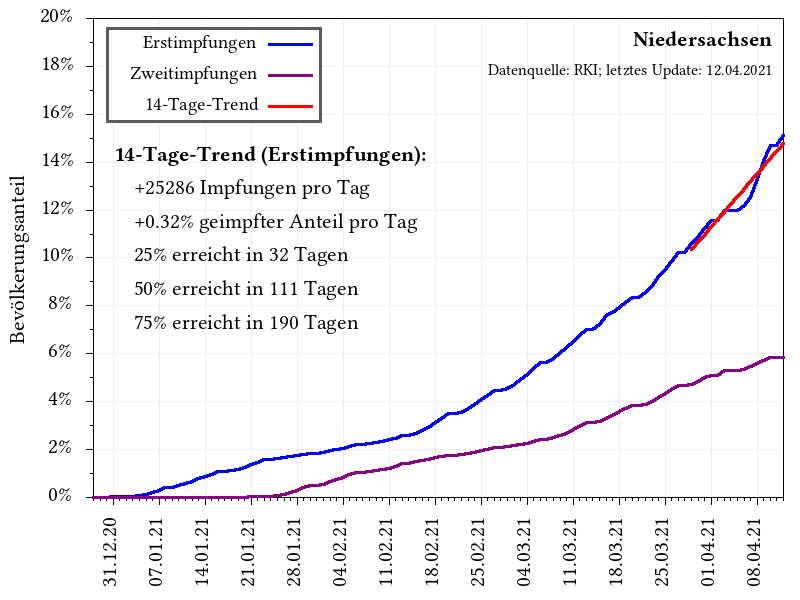 20%
18%
16%
14%
12%
10%
8%
6%
4%
2%
0%
Bevölkerungsanteil
Erstimpfungen
Zweitimpfungen
14-Tage-Trend
Niedersachsen
Datenquelle: RKI; letztes Update: 12.04.2021
14-Tage-Trend (Erstimpfungen):
+25286 Impfungen pro Tag
+0.32% geimpfter Anteil pro Tag
25% erreicht in 32 Tagen
50% erreicht in 111 Tagen
75% erreicht in 190 Tagen
31.12.20
07.01.21
14.01.21
21.01.21
28.01.21
04.02.21
11.02.21
18.02.21
25.02.21
04.03.21
11.03.21
18.03.21
25.03.21
01.04.21
08.04.21